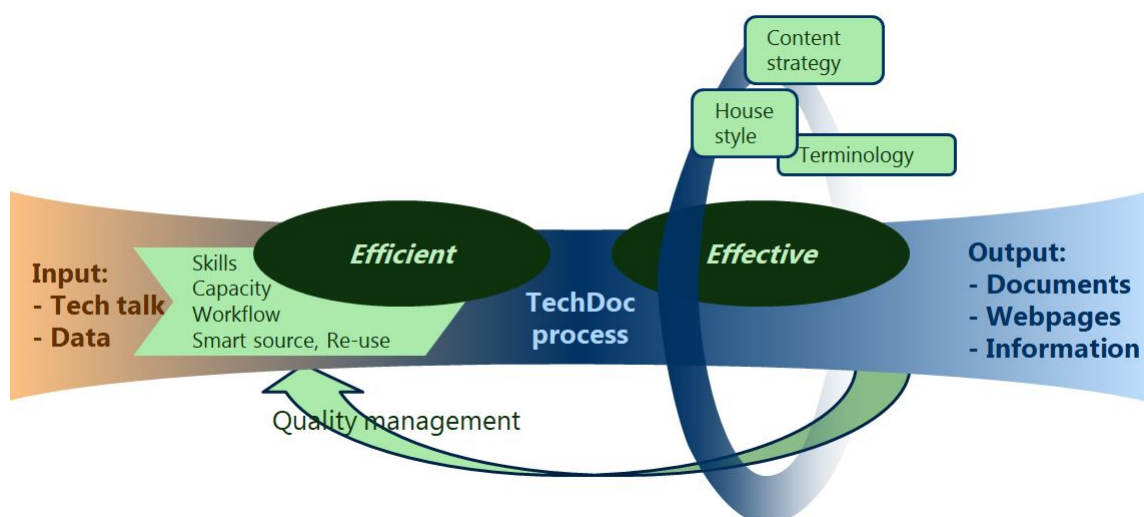 Content
strategy
House
style
Terminology
Input:
- Tech talk
- Data
Skills
Capacity
Workflow
Smart source, Re-use
Efficient
TechDoc
process
Effective
Output:
- Documents
- Webpages
- Information
Quality management